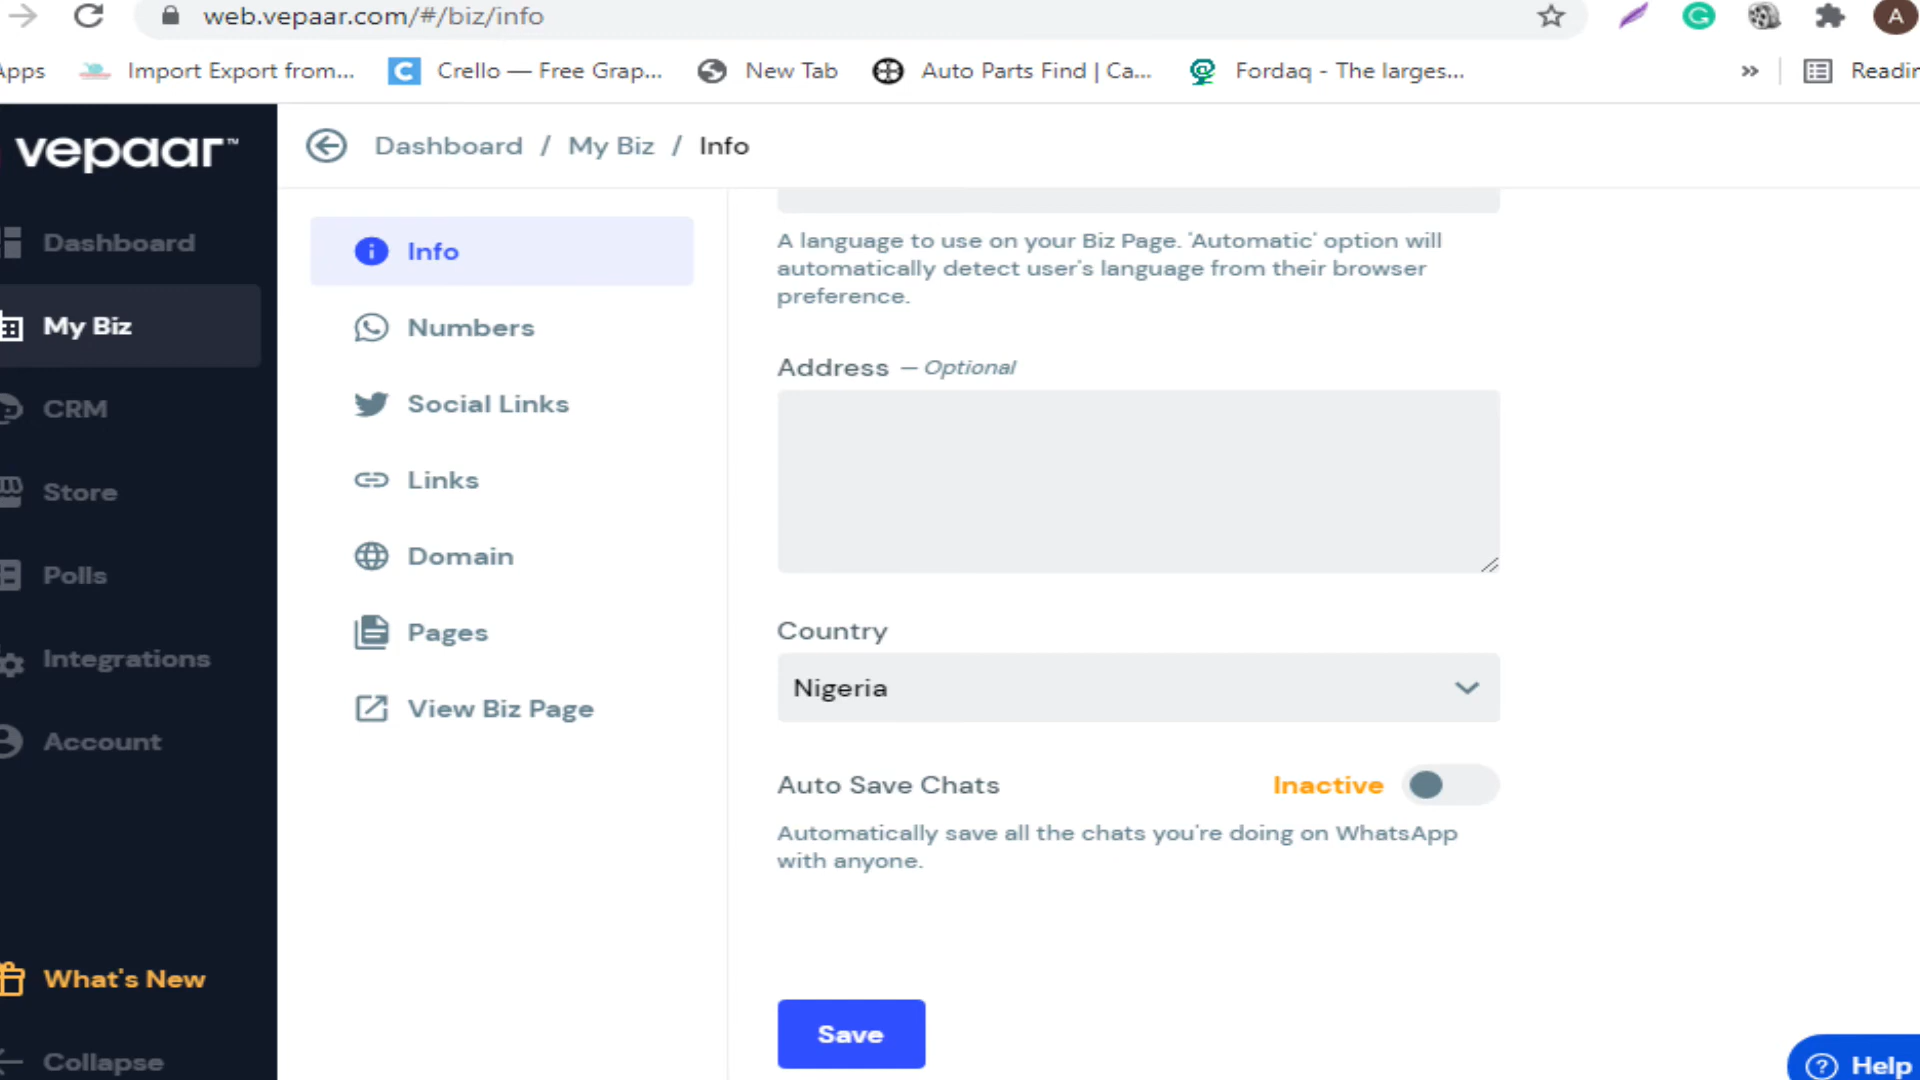 web.vepaar.com/#/biz/info
A
Apps
Import Export from...
C
Crello — Free Grap...
New Tab
Auto Parts Find | Ca...
Fordaq - The larges...
»
vepaar™
Dashboard / My Biz / Info
Dashboard
My Biz
CRM
Store
Polls
Integrations
Account
What's New
Collapse
Info
Numbers
Social Links
Links
Domain
Pages
View Biz Page
A language to use on your Biz Page. 'Automatic' option will
automatically detect user's language from their browser
preference.
Address — Optional
Country
Nigeria
Auto Save Chats
Inactive
Automatically save all the chats you're doing on WhatsApp
with anyone.
Save
Help